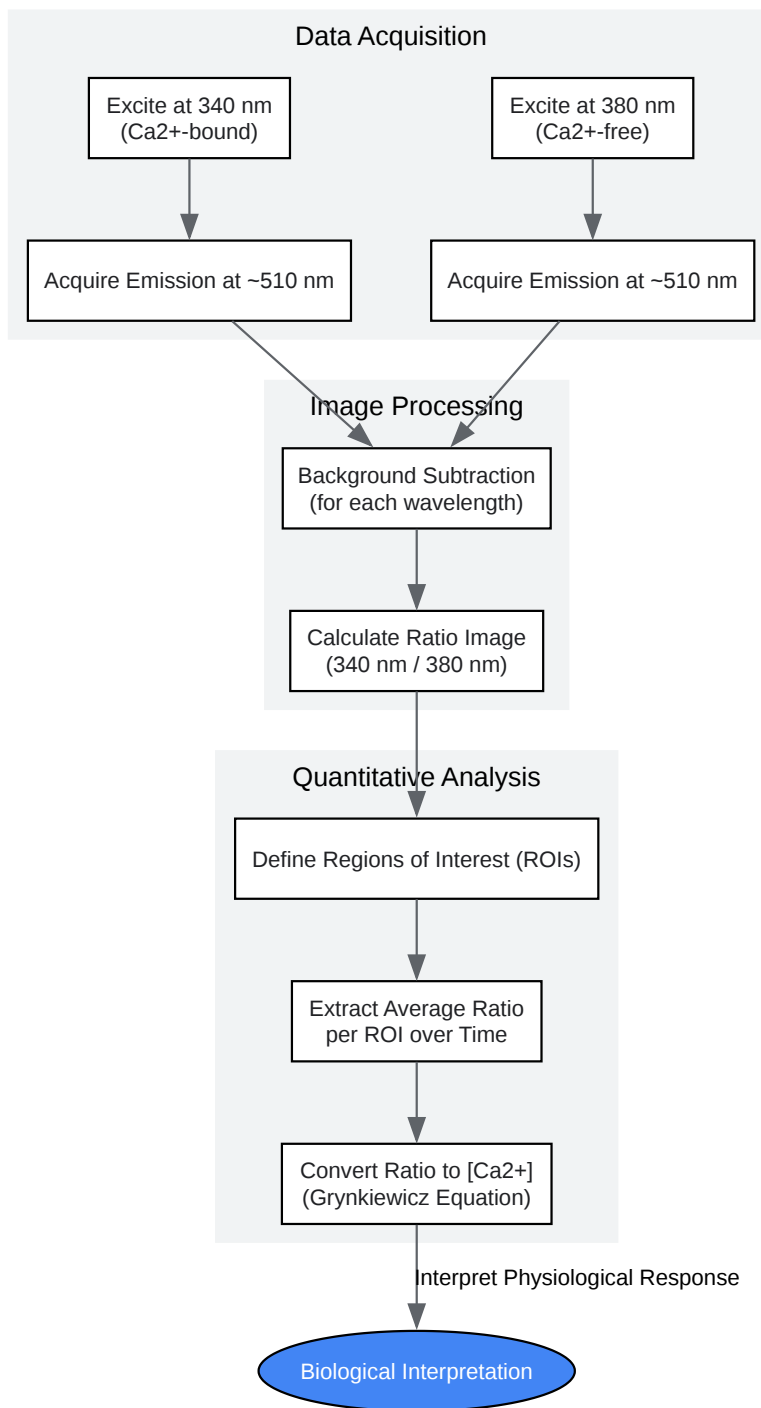 Data Acquisition
Excite at 340 nm
(Ca2+-bound)
Excite at 380 nm
(Ca2+-free)
Acquire Emission at ~510 nm
Acquire Emission at ~510 nm
Image Processing
Background Subtraction
(for each wavelength)
Calculate Ratio Image
(340 nm / 380 nm)
Quantitative Analysis
Define Regions of Interest (ROIs)
Extract Average Ratio
per ROI over Time
Convert Ratio to [Ca2+]
(Grynkiewicz Equation)
Interpret Physiological Response
Biological Interpretation